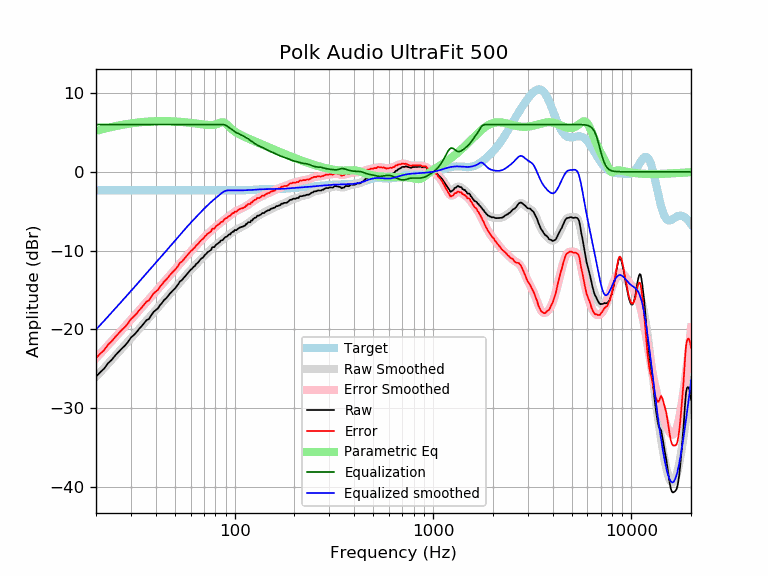 Polk Audio UltraFit 500
10
0
−10
−20
−30
−40
Amplitude (dBr)
Target
Raw Smoothed
Error Smoothed
Raw
Error
Parametric Eq
Equalization
Equalized smoothed
100
1000
10000
Frequency (Hz)